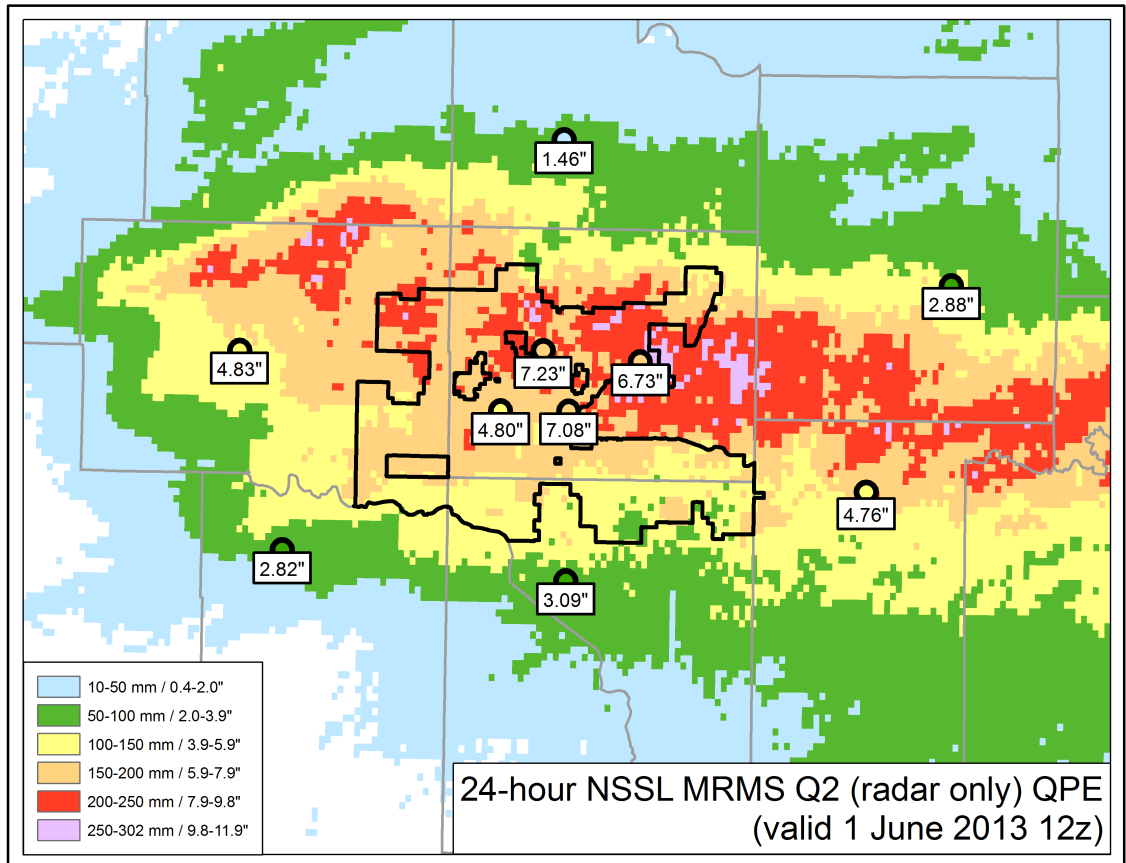 1.46"
2.88"
4.83"
7.23"
6.73"
4.80"
7.08"
4.76"
2.82"
3.09"
10-50 mm / 0.4-2.0"
50-100 mm / 2.0-3.9"
100-150 mm / 3.9-5.9"
150-200 mm / 5.9-7.9"
200-250 mm / 7.9-9.8"
250-302 mm / 9.8-11.9"
24-hour NSSL MRMS Q2 (radar only) QPE
(valid 1 June 2013 12z)